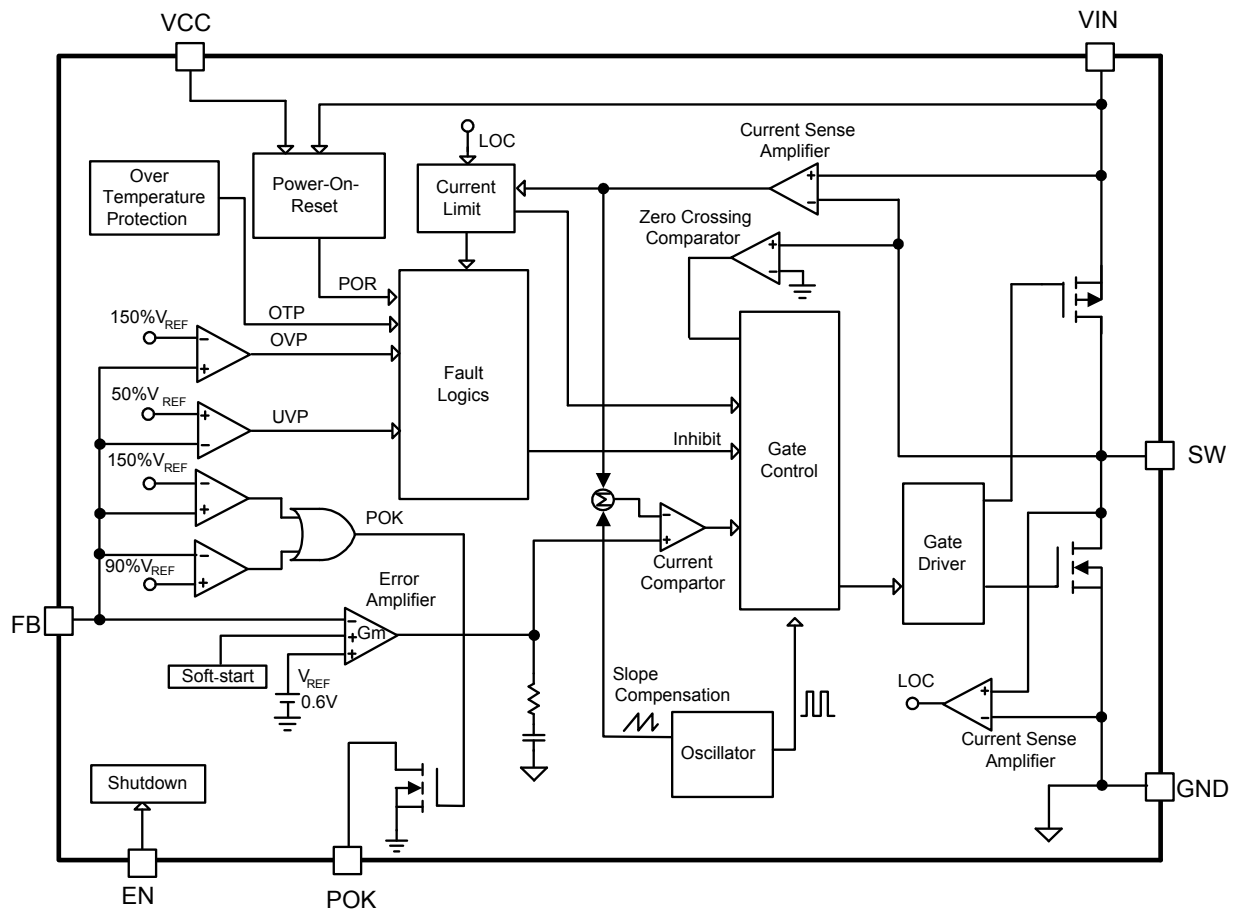 VCC
VIN
LOC
Current Sense
Amplifier
+
−
Over
Temperature
Protection
Power-On-
Reset
Current
Limit
Zero Crossing
Comparator
+
−
POR
OTP
150%VREF
−
+
OVP
Fault
Logics
50%VREF
+
−
UVP
Inhibit
Gate
Control
SW
150%VREF
−
+
POK
Σ
−
+
Current
Compartor
Gate
Driver
−
+
90%VREF
Error
Amplifier
FB
−
+
+
Gm
Soft-start
VREF
0.6V
Slope
Compensation
LOC
+
−
Current Sense
Amplifier
Oscillator
Shutdown
GND
EN
POK